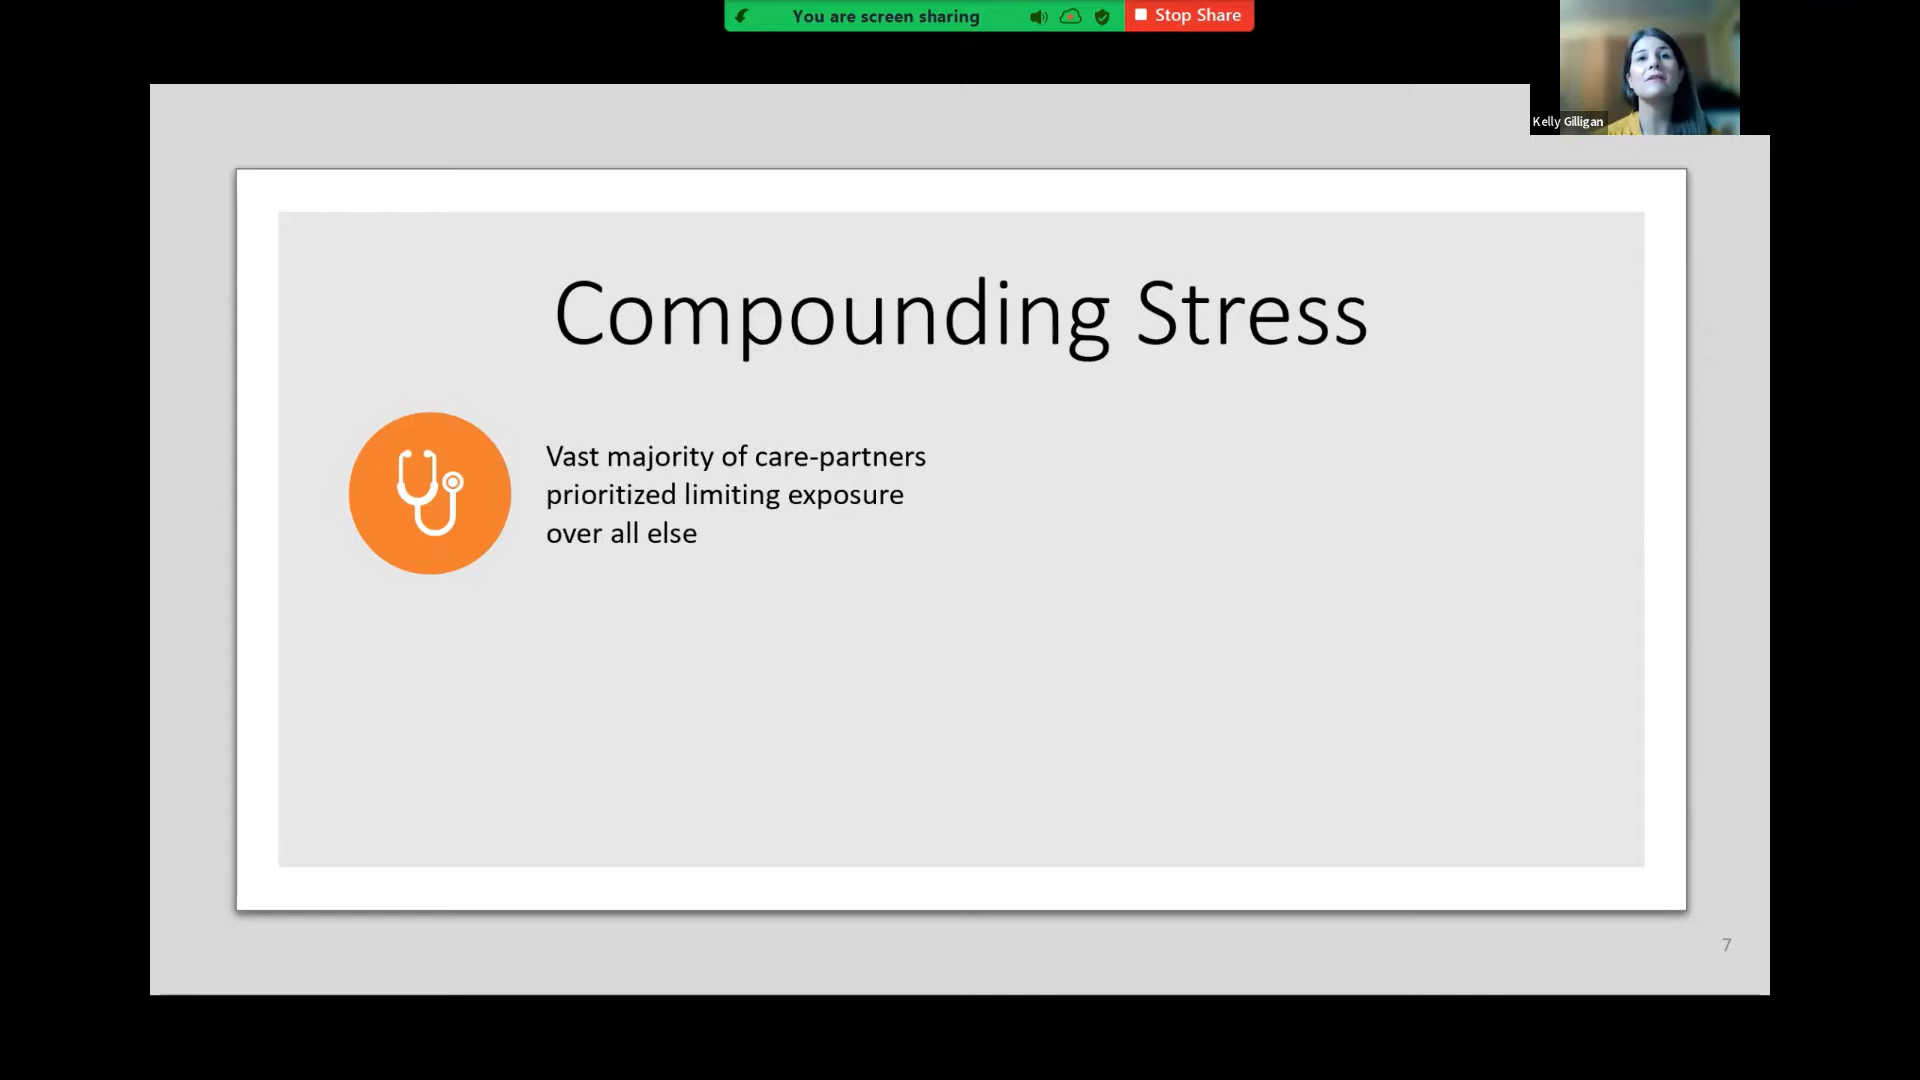 You are screen sharing
Stop Share
Kelly Gilligan
Compounding Stress
Vast majority of care-partners
prioritized limiting exposure
over all else
7